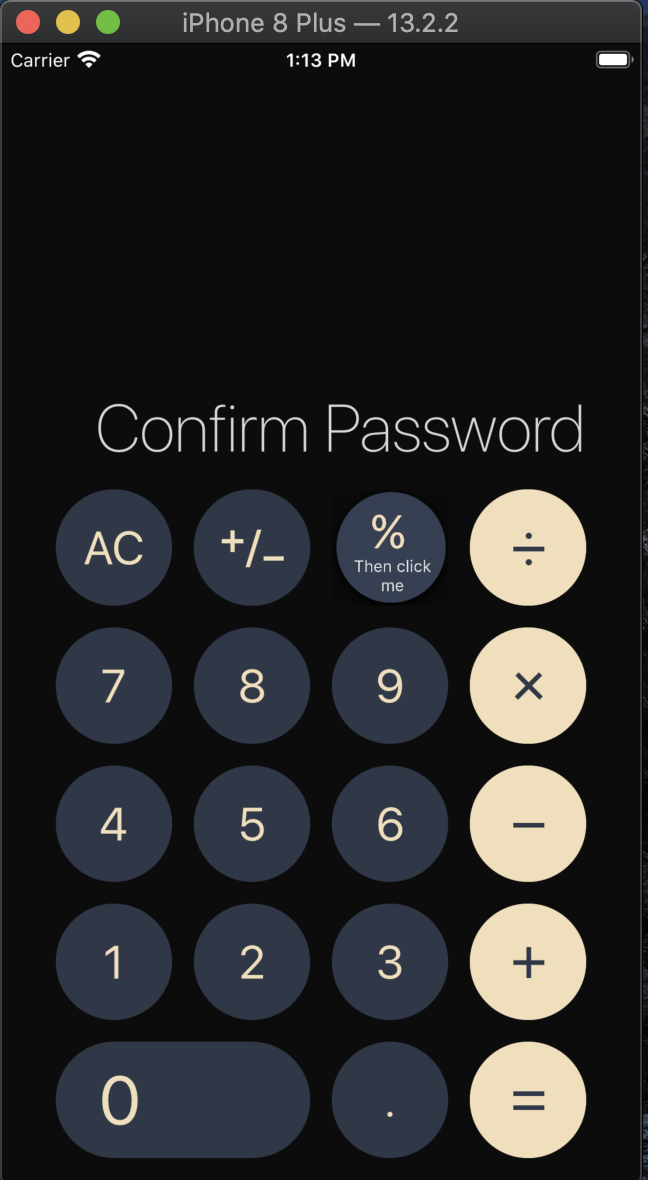 iPhone 8 Plus — 13.2.2
Carrier 1:13 PM
Confirm Password
AC +/− % ÷
Then click
me
7 8 9 ×
4 5 6 −
1 2 3 +
0 . =